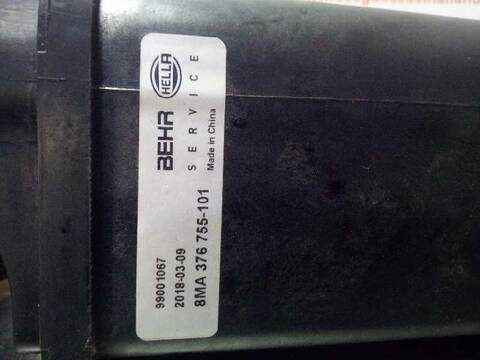 HELLA
BEHR
SERVICE
Made in China
99001067
2018-03-09
8MA 376 755-101